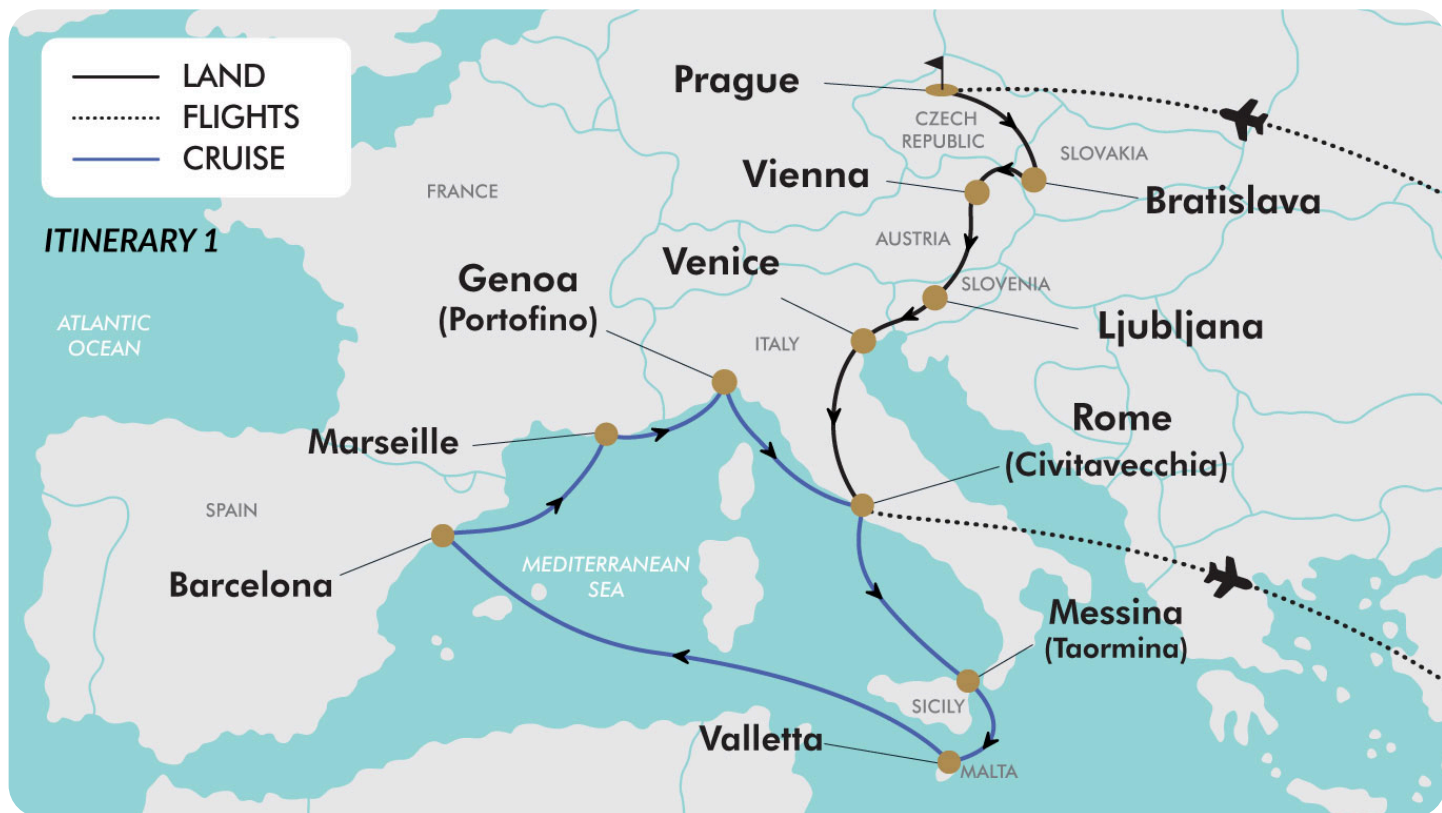 LAND
FLIGHTS
CRUISE
ITINERARY 1
ATLANTIC
OCEAN
FRANCE
SPAIN
Prague
CZECH
REPUBLIC
SLOVAKIA
Vienna
Bratislava
AUSTRIA
Venice
SLOVENIA
Genoa
(Portofino)
Ljubljana
ITALY
Marseille
Rome
(Civitavecchia)
Barcelona
MEDITERRANEAN
SEA
Messina
(Taormina)
SICILY
Valletta
MALTA